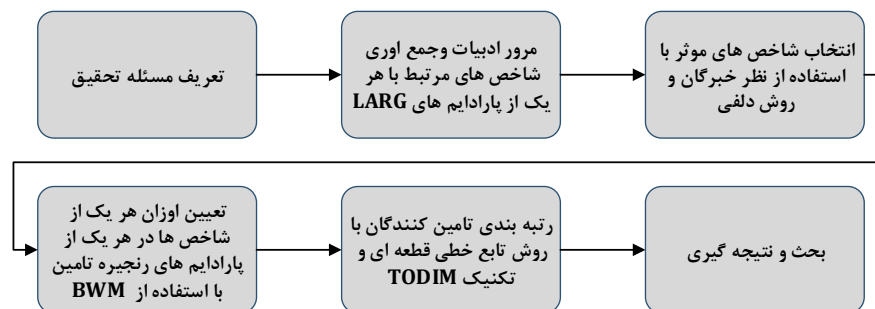 تعریف مسئله تحقیق
مرور ادبیات وجمع اوری
شاخص های مرتبط با هر
یک از پارادایم های LARG
انتخاب شاخص های موثر با
استفاده از نظر خبرگان و
روش دلفی
تعیین اوزان هر یک از
شاخص ها در هر یک از
پارادایم های رنجیره تامین
با استفاده از BWM
رتبه بندی تامین کنندگان با
روش تابع خطی قطعه ای و
تکنیک TODIM
بحث و نتیجه گیری